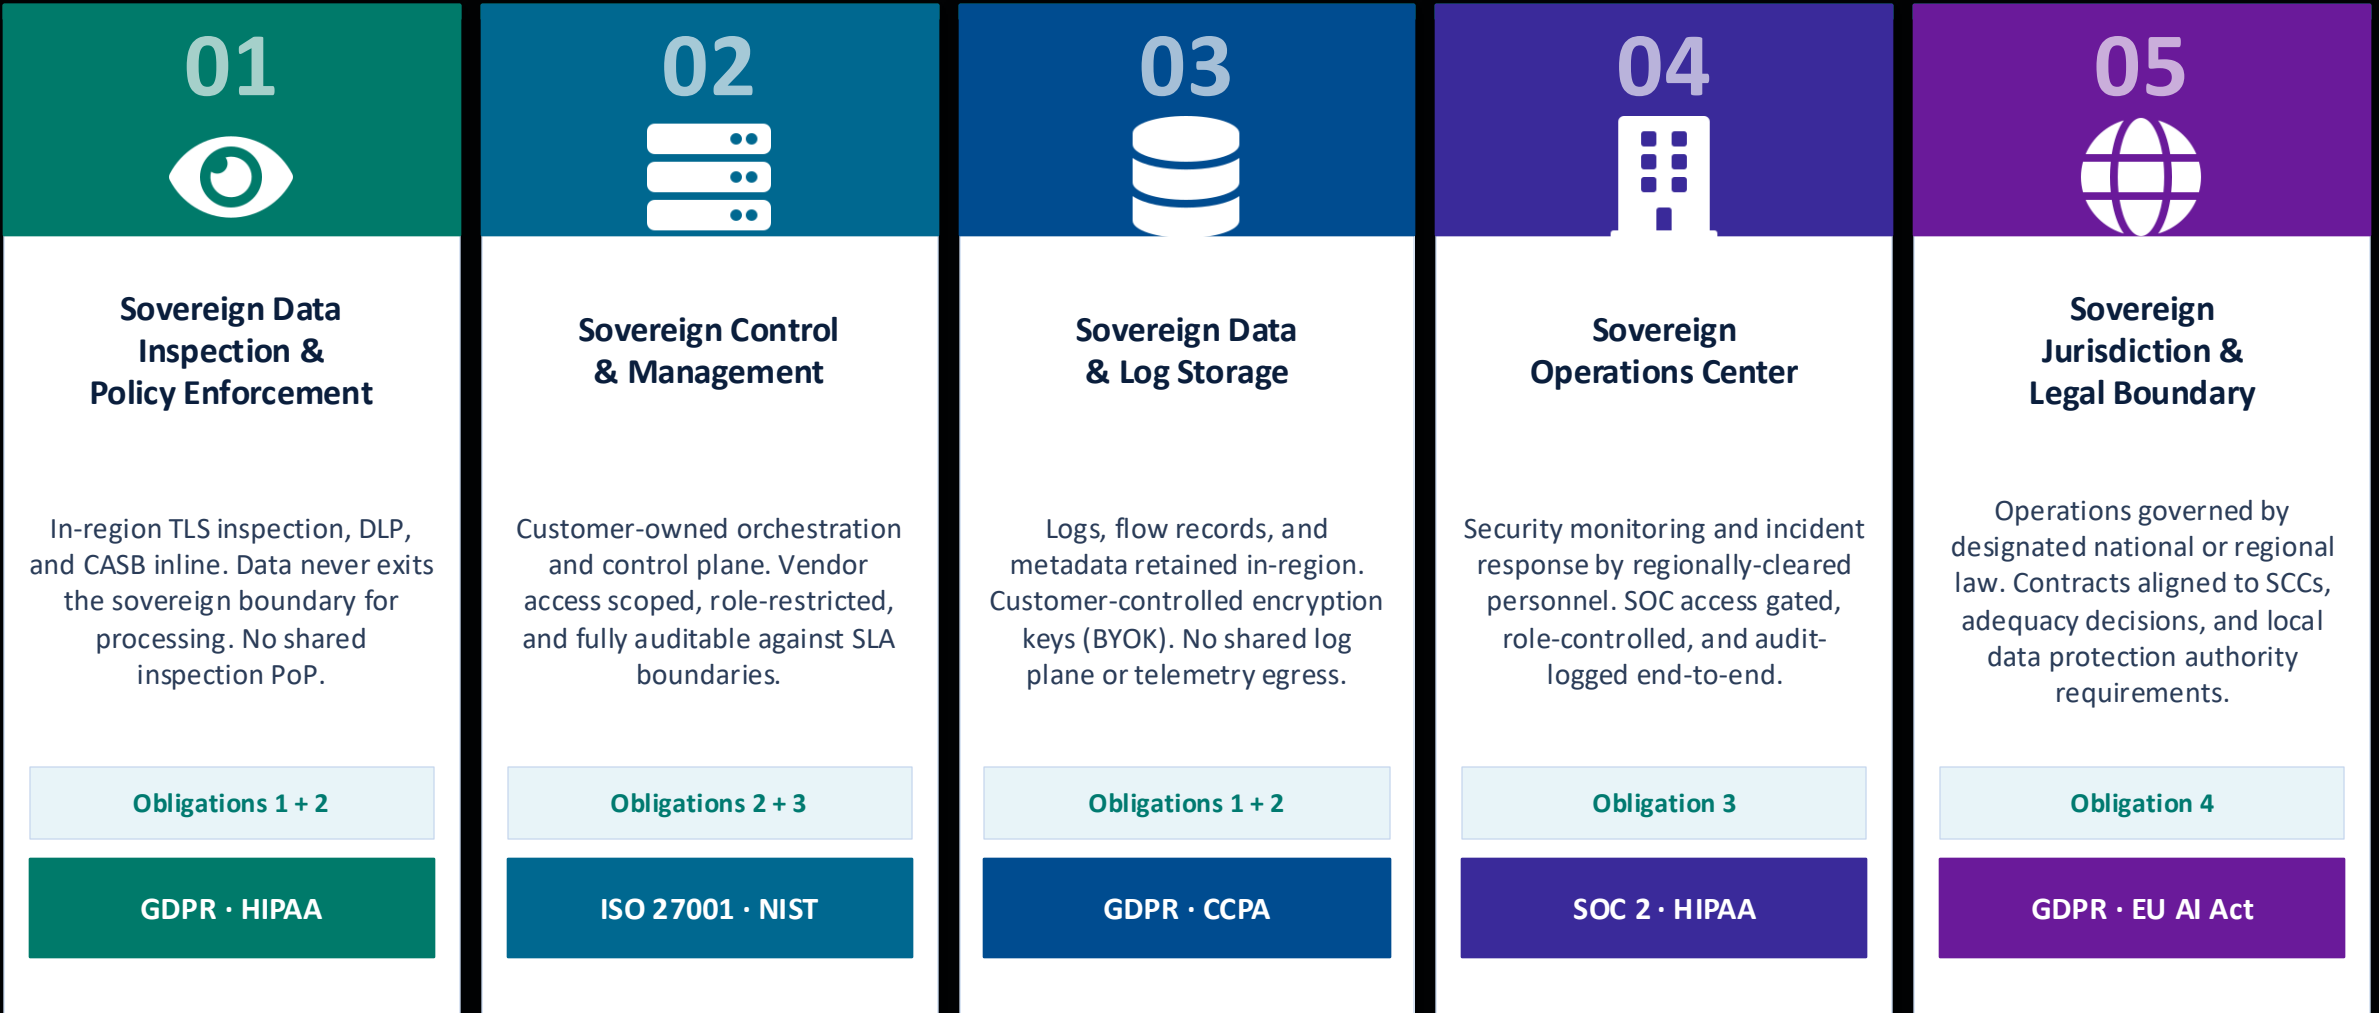 01
Sovereign Data
Inspection &
Policy Enforcement
In-region TLS inspection, DLP,
and CASB inline. Data never exits
the sovereign boundary for
processing. No shared
inspection PoP.
Obligations 1 + 2
GDPR · HIPAA
02
Sovereign Control
& Management
Customer-owned orchestration
and control plane. Vendor
access scoped, role-restricted,
and fully auditable against SLA
boundaries.
Obligations 2 + 3
ISO 27001 · NIST
03
Sovereign Data
& Log Storage
Logs, flow records, and
metadata retained in-region.
Customer-controlled encryption
keys (BYOK). No shared log
plane or telemetry egress.
Obligations 1 + 2
GDPR · CCPA
04
Sovereign
Operations Center
Security monitoring and incident
response by regionally-cleared
personnel. SOC access gated,
role-controlled, and audit-
logged end-to-end.
Obligation 3
SOC 2 · HIPAA
05
Sovereign
Jurisdiction &
Legal Boundary
Operations governed by
designated national or regional
law. Contracts aligned to SCCs,
adequacy decisions, and local
data protection authority
requirements.
Obligation 4
GDPR · EU AI Act